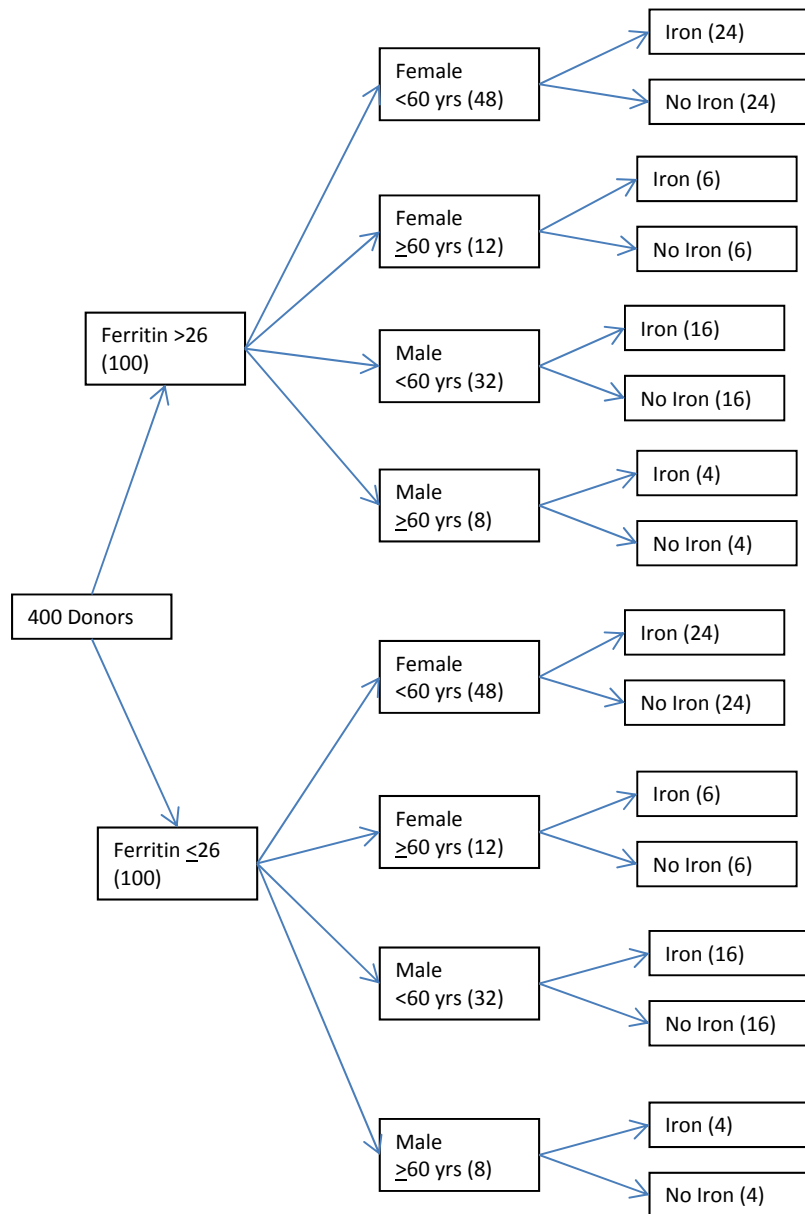 Female
<60 yrs (48)
Iron (24)
No Iron (24)
Female
≥60 yrs (12)
Iron (6)
No Iron (6)
Ferritin >26
(100)
Male
<60 yrs (32)
Iron (16)
No Iron (16)
Male
≥60 yrs (8)
Iron (4)
No Iron (4)
400 Donors
Female
<60 yrs (48)
Iron (24)
No Iron (24)
Ferritin ≤26
(100)
Female
≥60 yrs (12)
Iron (6)
No Iron (6)
Male
<60 yrs (32)
Iron (16)
No Iron (16)
Male
≥60 yrs (8)
Iron (4)
No Iron (4)